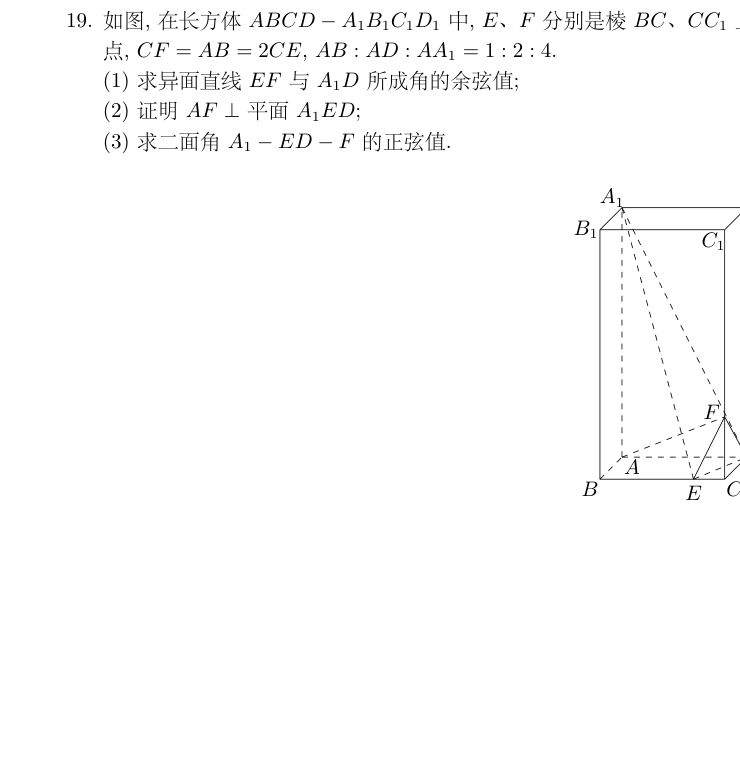 19. 如图, 在长方体 ABCD − A₁B₁C₁D₁ 中, E、F 分别是棱 BC、CC₁
点, CF = AB = 2CE, AB : AD : AA₁ = 1 : 2 : 4.
(1) 求异面直线 EF 与 A₁D 所成角的余弦值;
(2) 证明 AF ⊥ 平面 A₁ED;
(3) 求二面角 A₁ − ED − F 的正弦值.
A₁
B₁
C₁
F
A
B
E
C